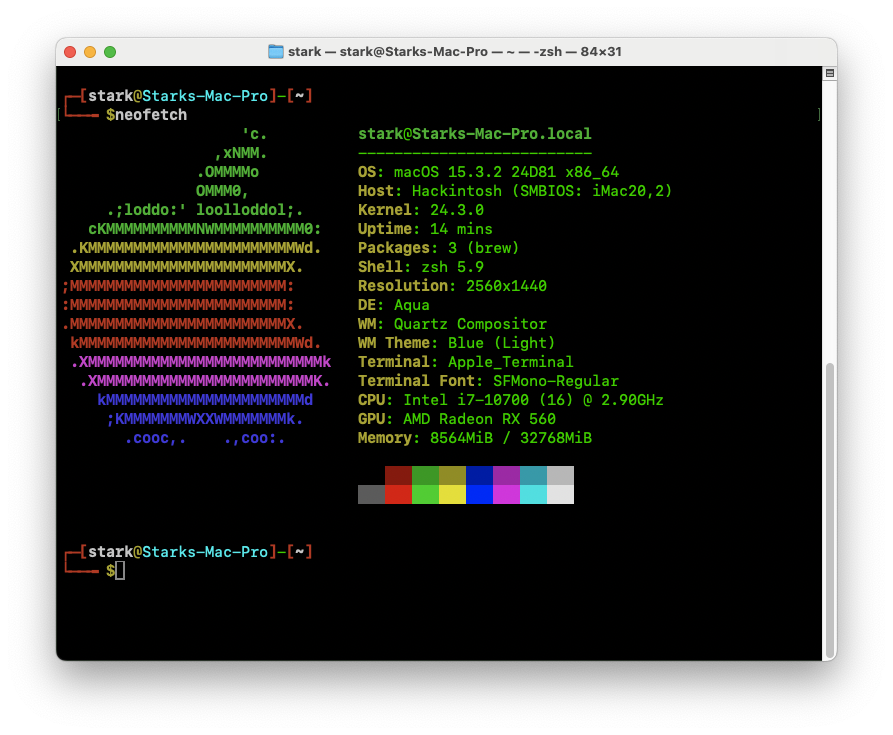 stark — stark@Starks-Mac-Pro — ~ — -zsh — 84×31
┌─[stark@Starks-Mac-Pro]-[~]
└──╼ $neofetch
                    'c.          stark@Starks-Mac-Pro.local
                 ,xNMM.          --------------------------
               .OMMMMo           OS: macOS 15.3.2 24D81 x86_64
               OMMM0,            Host: Hackintosh (SMBIOS: iMac20,2)
     .;loddo:' loolloddol;.      Kernel: 24.3.0
   cKMMMMMMMMMMNWMMMMMMMMMM0:    Uptime: 14 mins
 .KMMMMMMMMMMMMMMMMMMMMMMMWd.    Packages: 3 (brew)
 XMMMMMMMMMMMMMMMMMMMMMMMX.      Shell: zsh 5.9
;MMMMMMMMMMMMMMMMMMMMMMMM:       Resolution: 2560x1440
:MMMMMMMMMMMMMMMMMMMMMMMM:       DE: Aqua
.MMMMMMMMMMMMMMMMMMMMMMMMX.      WM: Quartz Compositor
 kMMMMMMMMMMMMMMMMMMMMMMMMWd.    WM Theme: Blue (Light)
 .XMMMMMMMMMMMMMMMMMMMMMMMMMMk   Terminal: Apple_Terminal
  .XMMMMMMMMMMMMMMMMMMMMMMMMK.   Terminal Font: SFMono-Regular
    kMMMMMMMMMMMMMMMMMMMMMMd     CPU: Intel i7-10700 (16) @ 2.90GHz
     ;KMMMMMMMWXXWMMMMMMMk.      GPU: AMD Radeon RX 560
       .cooc,.    .,coo:.        Memory: 8564MiB / 32768MiB
┌─[stark@Starks-Mac-Pro]-[~]
└──╼ $